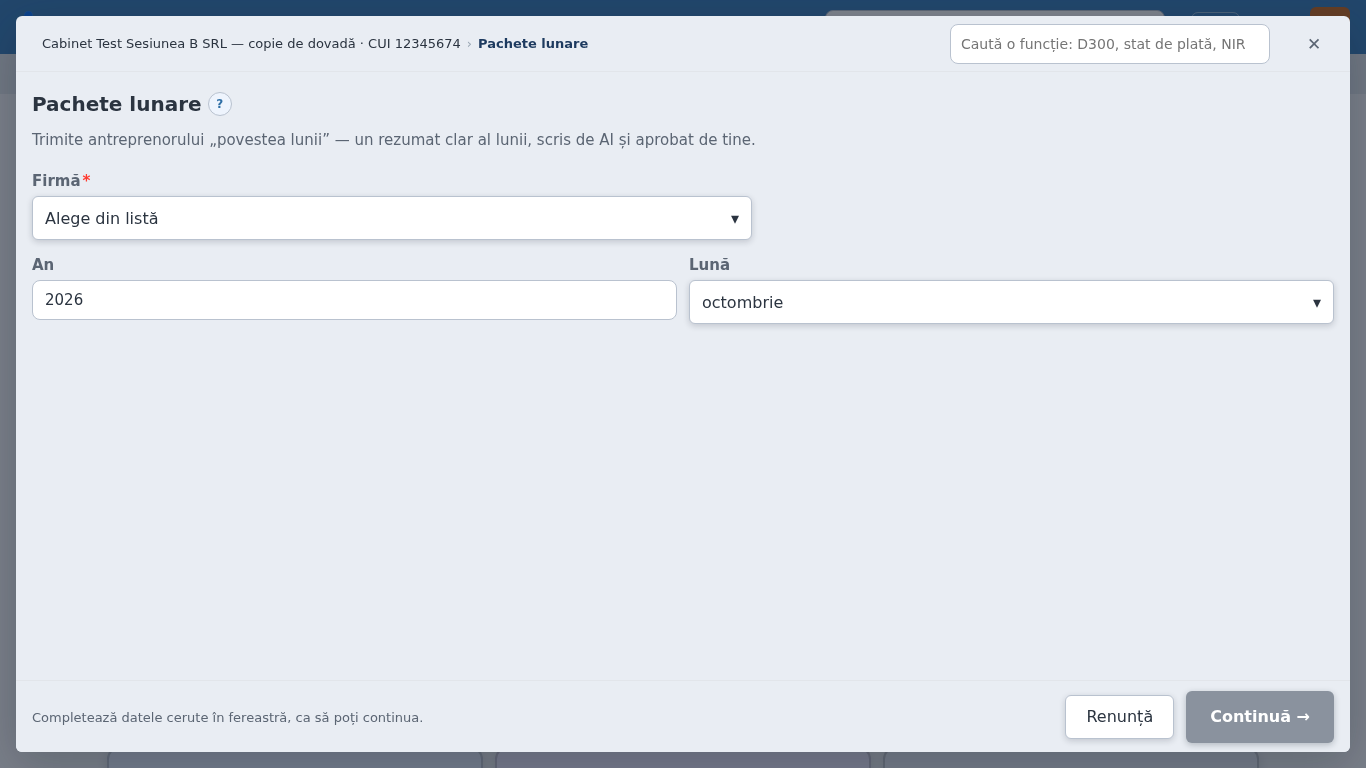 Cabinet Test Sesiunea B SRL — copie de dovadă · CUI 12345674 › Pachete lunare
Caută o funcție: D300, stat de plată, NIR
✕
Pachete lunare ?
Trimite antreprenorului „povestea lunii” — un rezumat clar al lunii, scris de AI și aprobat de tine.
Firmă*
Alege din listă ▾
An
2026
Lună
octombrie ▾
Completează datele cerute în fereastră, ca să poți continua.
Renunță
Continuă →